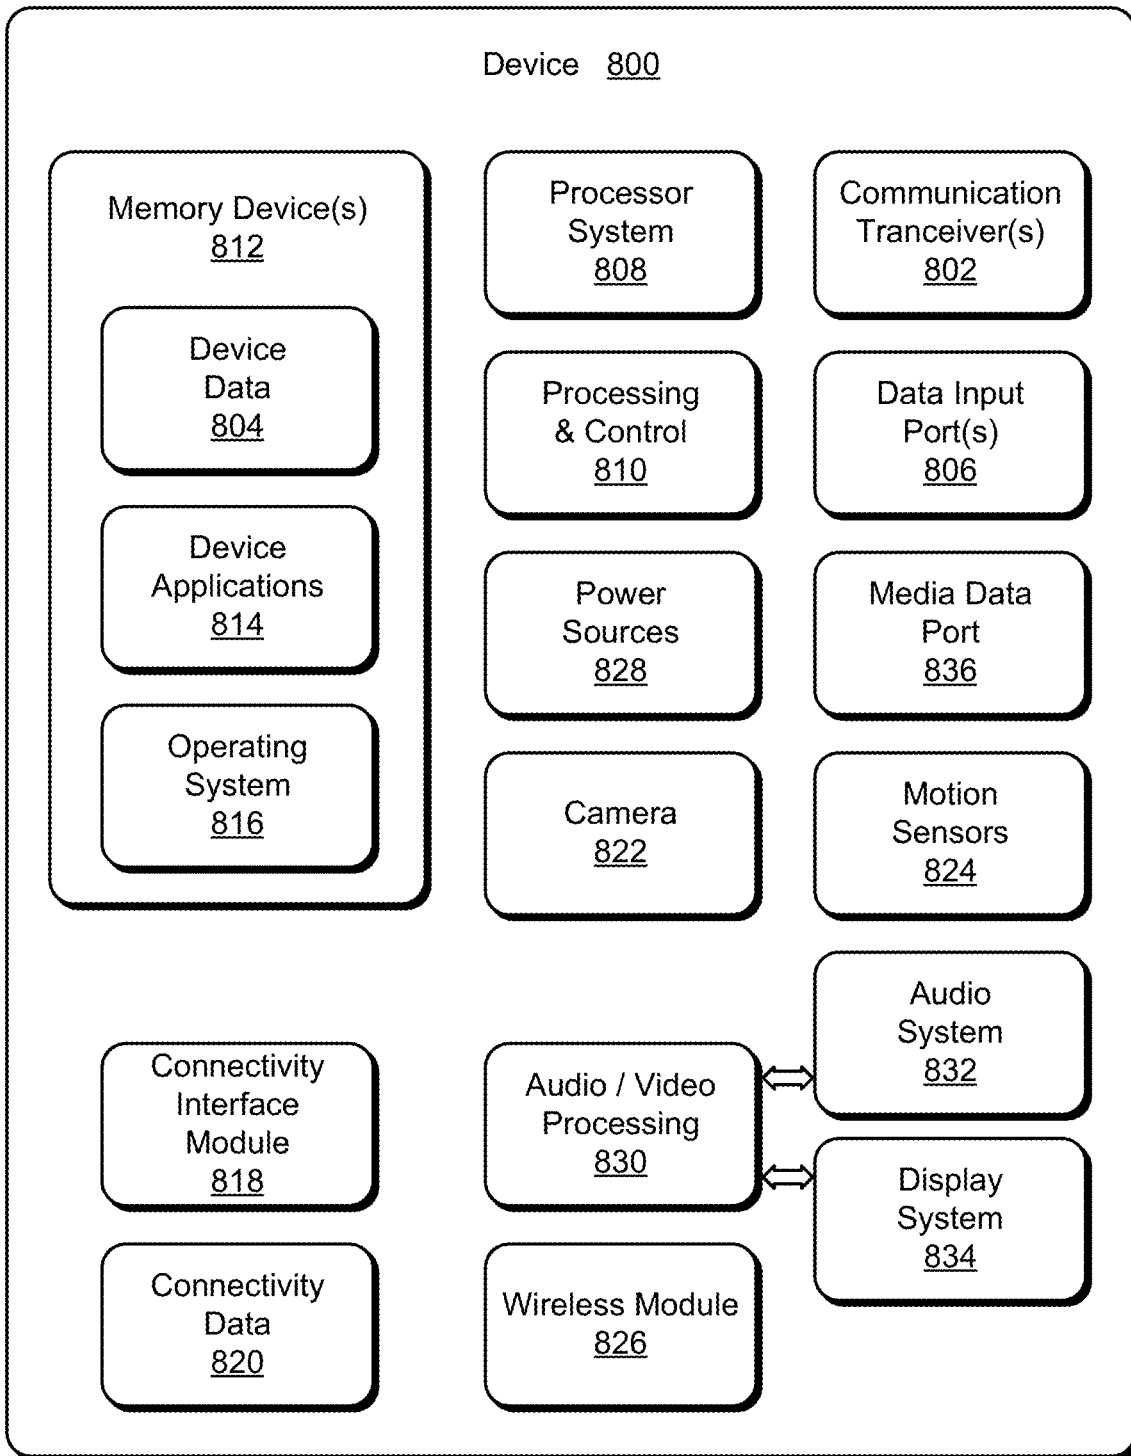 Device 800
Memory Device(s)
812
Device
Data
804
Device
Applications
814
Operating
System
816
Processor
System
808
Communication
Tranceiver(s)
802
Processing
& Control
810
Data Input
Port(s)
806
Power
Sources
828
Media Data
Port
836
Camera
822
Motion
Sensors
824
Connectivity
Interface
Module
818
Audio / Video
Processing
830
Audio
System
832
Display
System
834
Connectivity
Data
820
Wireless Module
826